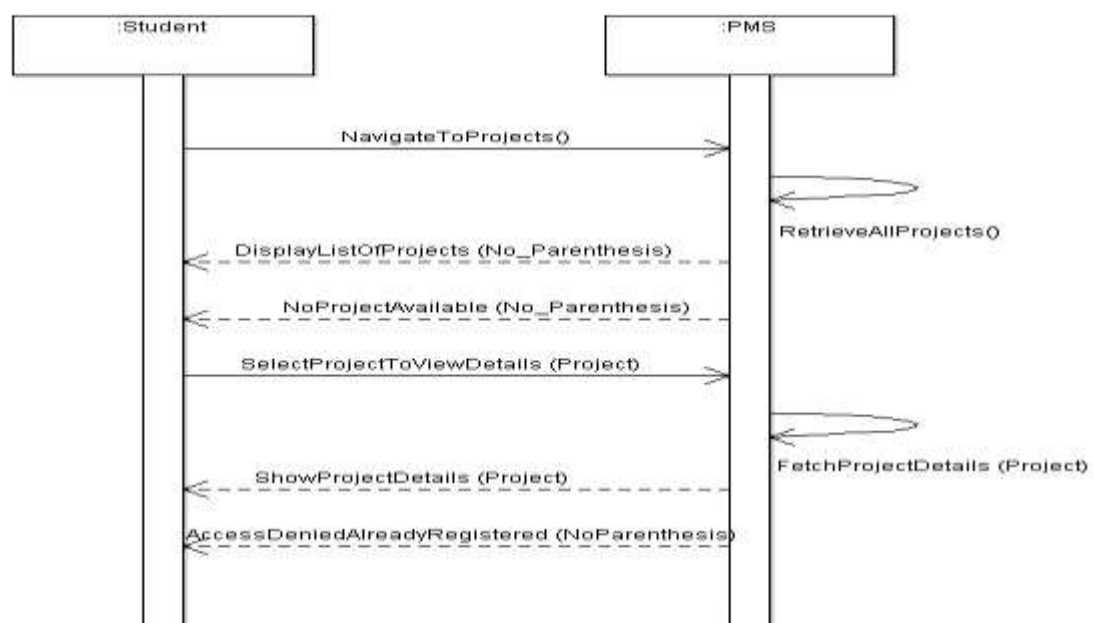 :Student
:PMS
NavigateToProjects()
RetrieveAllProjects()
DisplayListOfProjects (No_Parenthesis)
NoProjectAvailable (No_Parenthesis)
SelectProjectToViewDetails (Project)
FetchProjectDetails (Project)
ShowProjectDetails (Project)
AccessDeniedAlreadyRegistered (NoParenthesis)